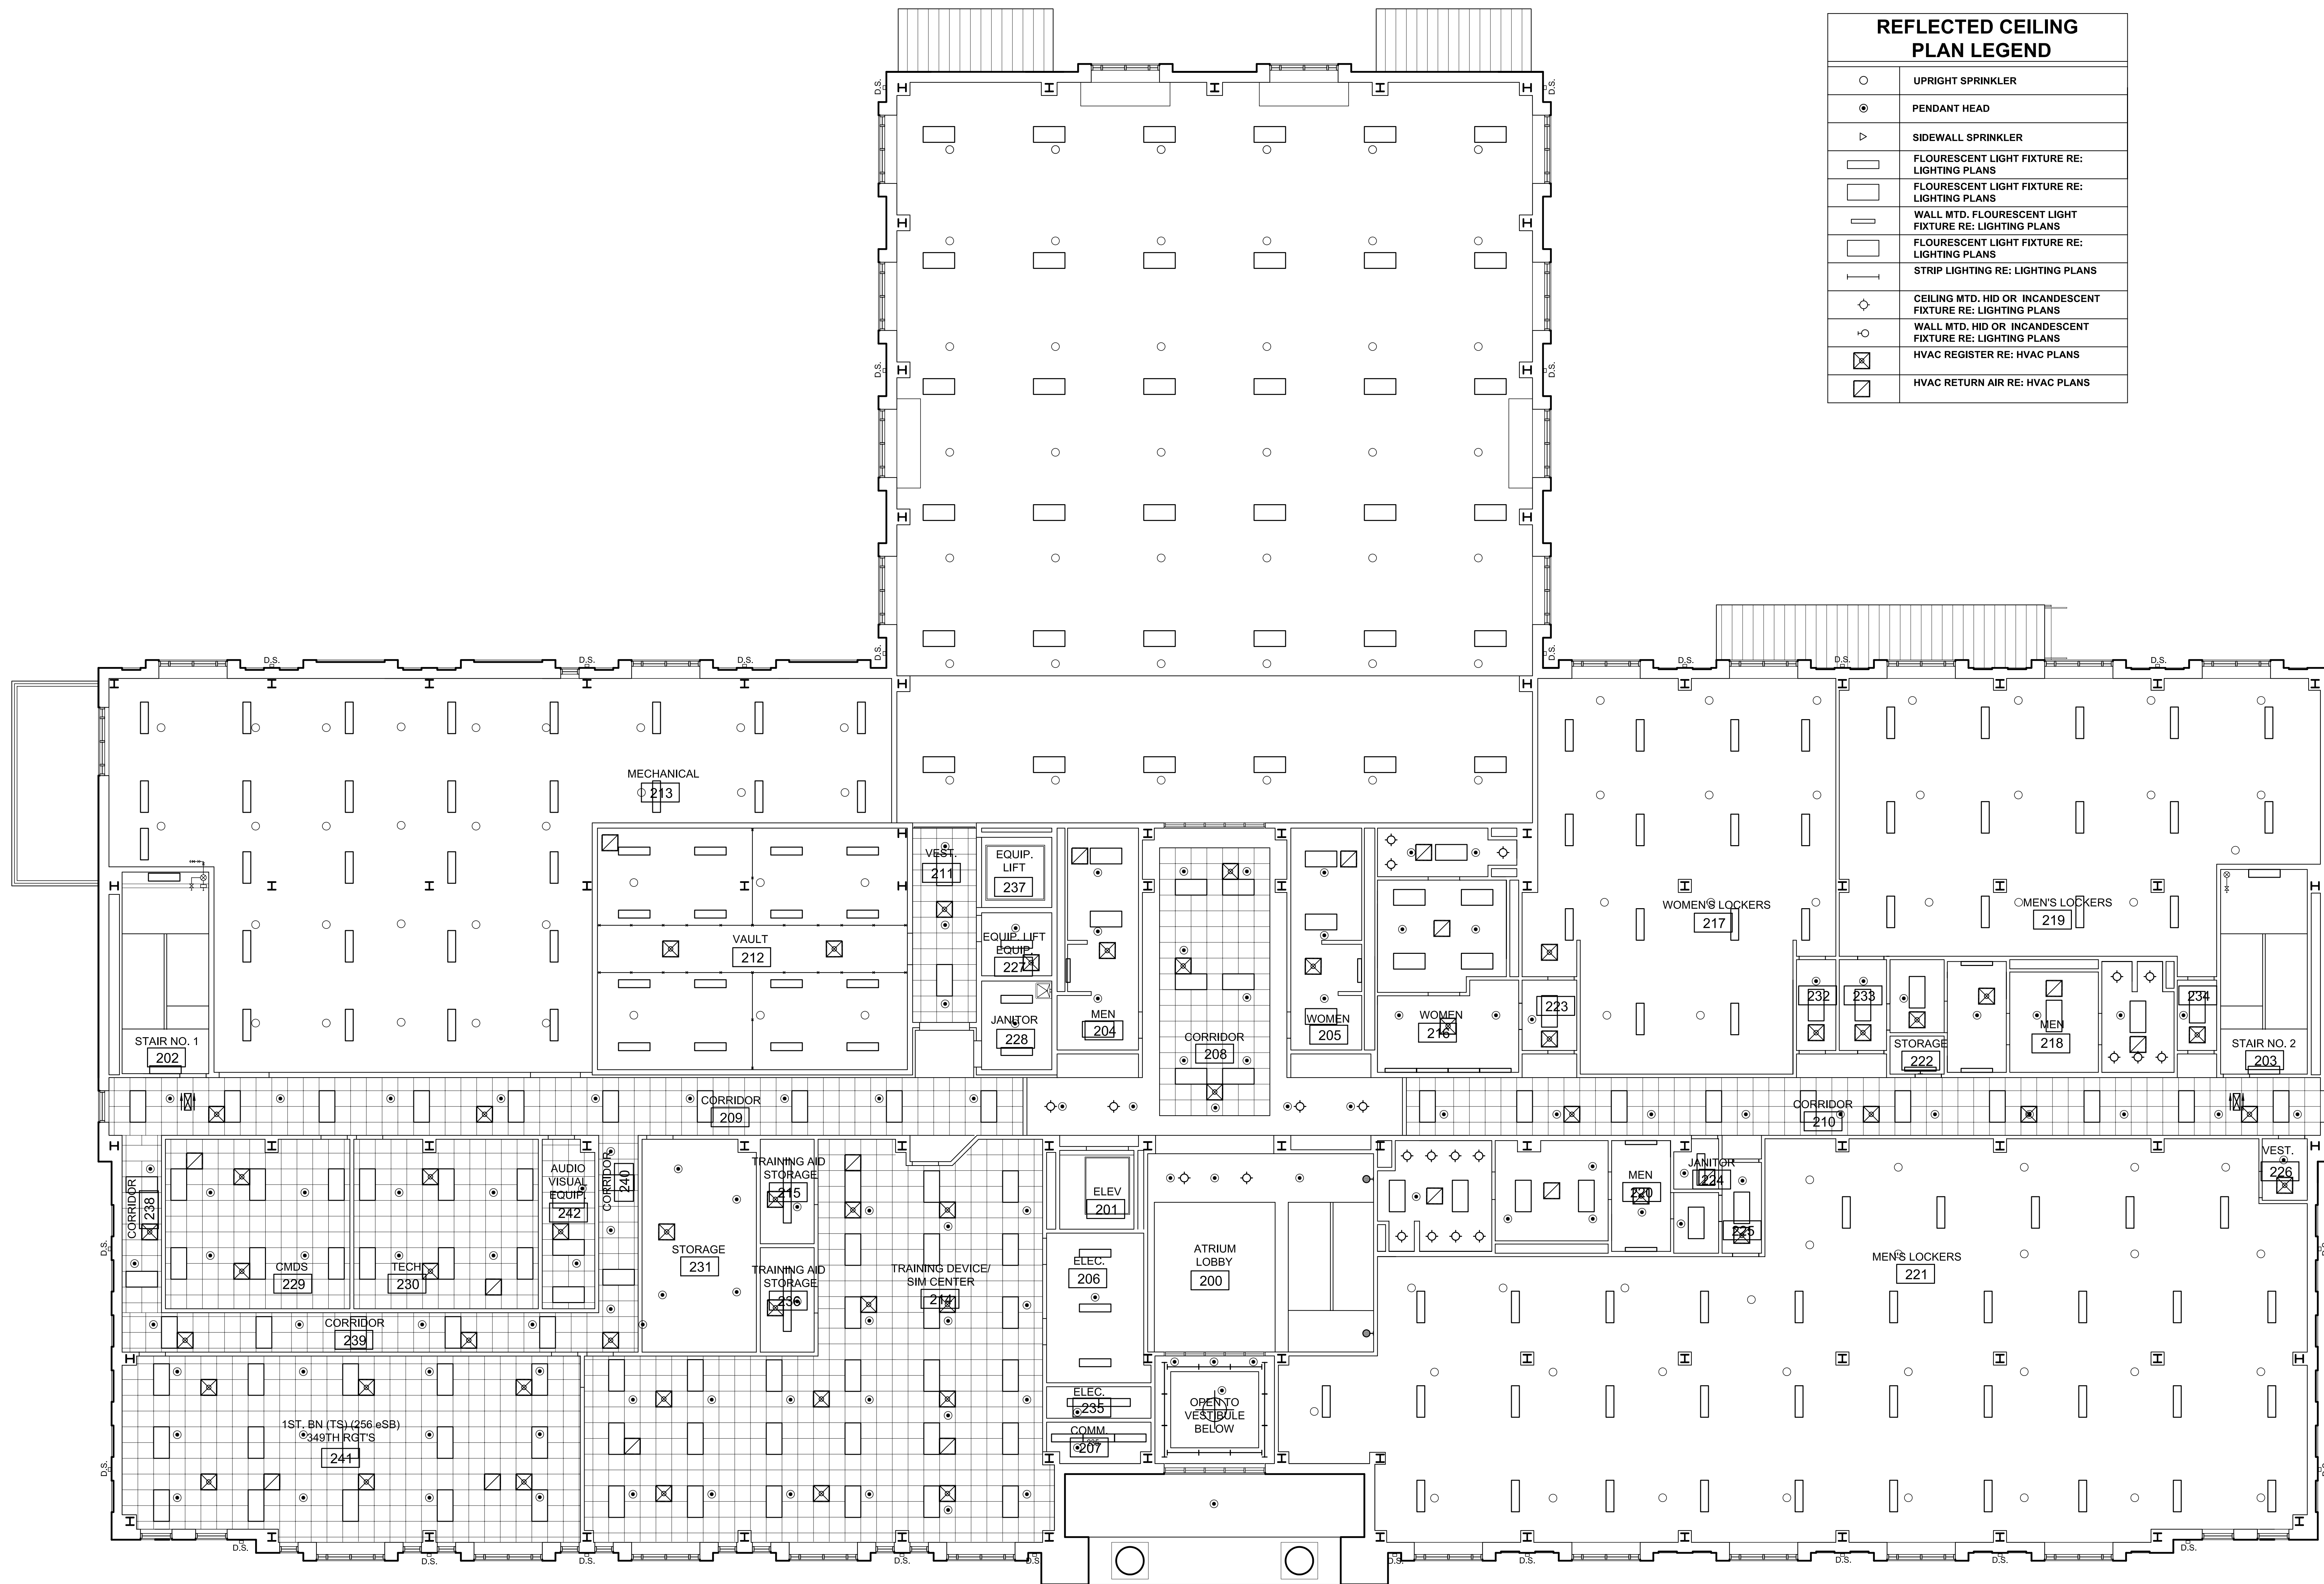 REFLECTED CEILING
PLAN LEGEND
UPRIGHT SPRINKLER
PENDANT HEAD
SIDEWALL SPRINKLER
FLOURESCENT LIGHT FIXTURE RE:
LIGHTING PLANS
FLOURESCENT LIGHT FIXTURE RE:
LIGHTING PLANS
WALL MTD. FLOURESCENT LIGHT
FIXTURE RE: LIGHTING PLANS
FLOURESCENT LIGHT FIXTURE RE:
LIGHTING PLANS
STRIP LIGHTING RE: LIGHTING PLANS
CEILING MTD. HID OR INCANDESCENT
FIXTURE RE: LIGHTING PLANS
WALL MTD. HID OR INCANDESCENT
FIXTURE RE: LIGHTING PLANS
HVAC REGISTER RE: HVAC PLANS
HVAC RETURN AIR RE: HVAC PLANS
D.S.
D.S.
D.S.
D.S.
D.S.
D.S.
D.S.
D.S.
D.S.
D.S.
D.S.
D.S.
MECHANICAL
213
VEST.
211
EQUIP.
LIFT
237
VAULT
212
EQUIP. LIFT
EQUIP.
227
JANITOR
228
MEN
204
CORRIDOR
208
WOMEN
205
WOMEN
216
223
WOMEN'S LOCKERS
217
MEN'S LOCKERS
219
232
233
STORAGE
222
MEN
218
234
STAIR NO. 1
202
STAIR NO. 2
203
CORRIDOR
209
CORRIDOR
210
CORRIDOR
238
CMDS
229
TECH
230
AUDIO
VISUAL
EQUIP.
242
CORRIDOR
240
STORAGE
231
TRAINING AID
STORAGE
215
TRAINING AID
STORAGE
236
TRAINING DEVICE/
SIM CENTER
214
ELEV
201
ELEC.
206
ATRIUM
LOBBY
200
MEN
220
JANITOR
224
225
VEST.
226
MEN'S LOCKERS
221
CORRIDOR
239
1ST. BN (TS) (256 eSB)
349TH RGT'S
241
ELEC.
235
COMM.
207
OPEN TO
VESTIBULE
BELOW
D.S.
D.S.
D.S.
D.S.
D.S.
D.S.
D.S.
D.S.
D.S.
D.S.
D.S.
D.S.
D.S.